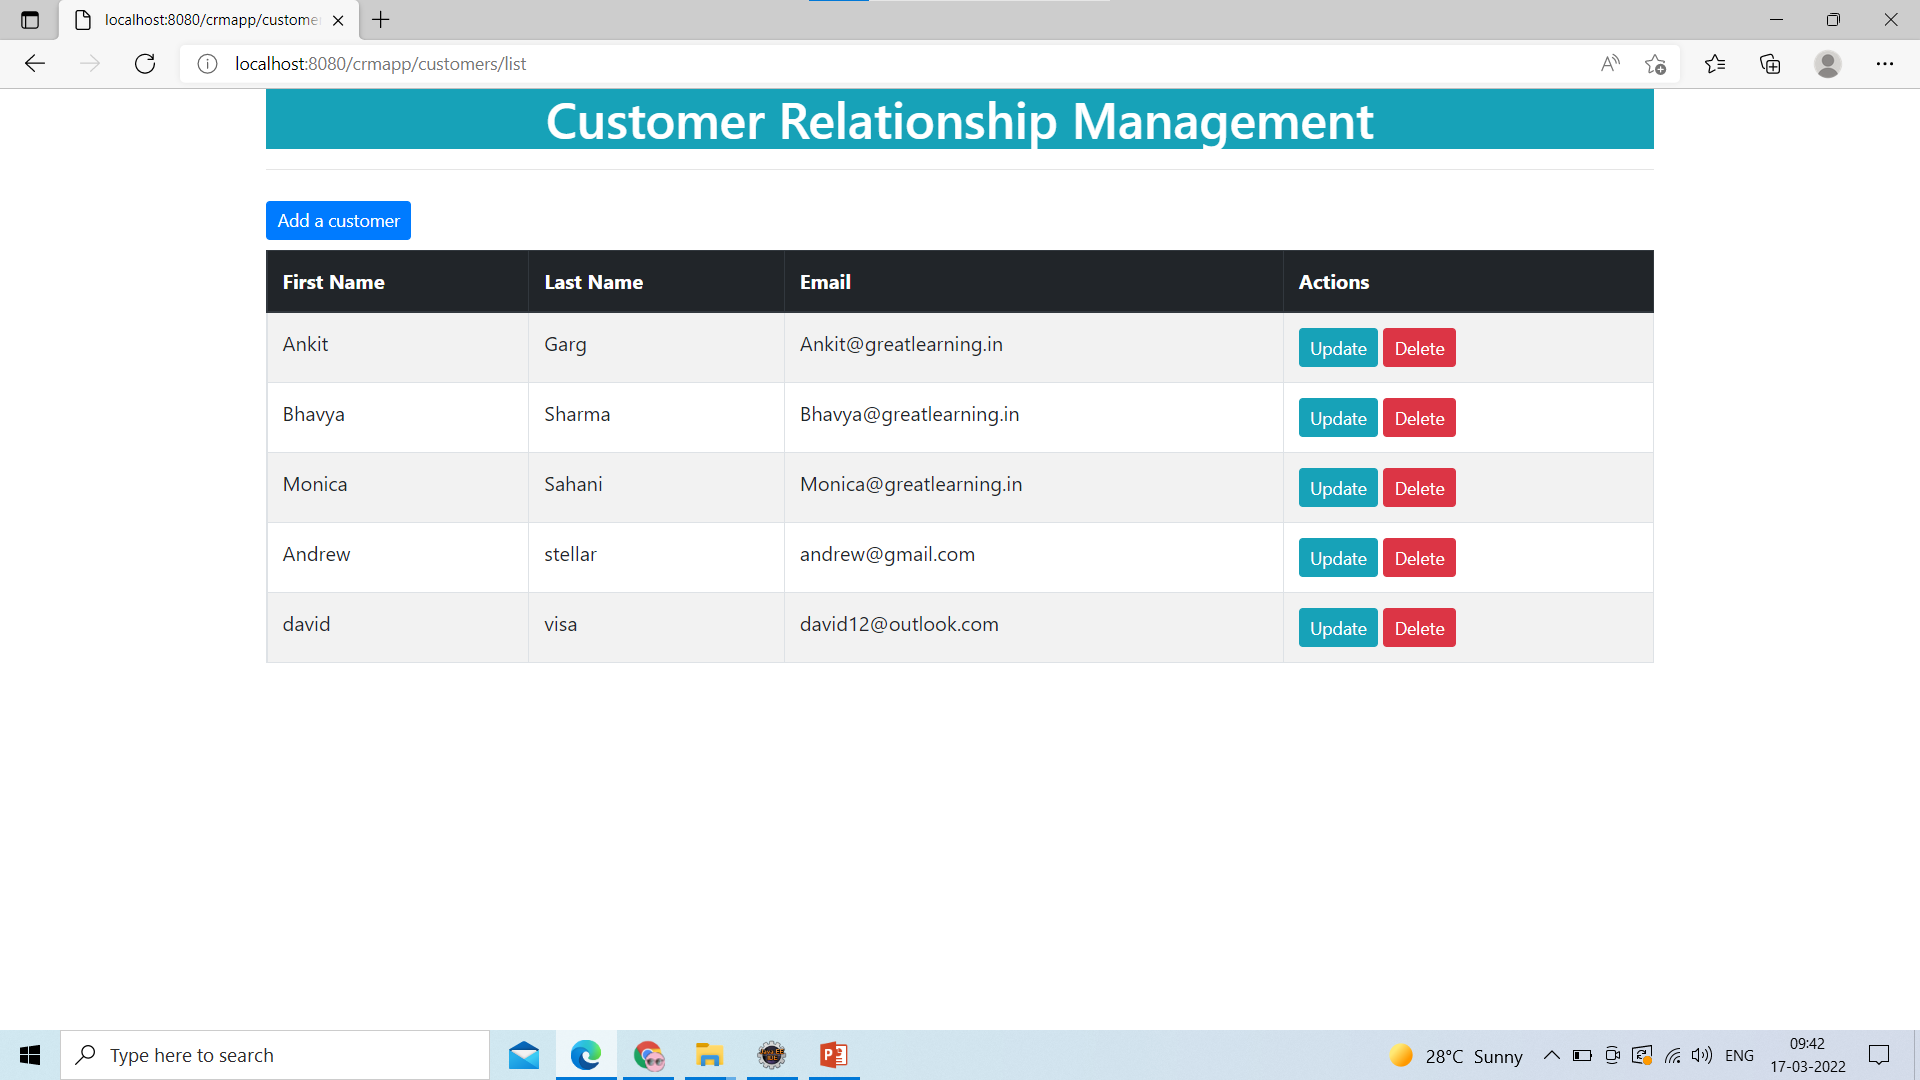 localhost:8080/crmapp/custome
localhost:8080/crmapp/customers/list
Customer Relationship Management
Add a customer
First Name Last Name Email Actions
Ankit Garg Ankit@greatlearning.in Update Delete
Bhavya Sharma Bhavya@greatlearning.in Update Delete
Monica Sahani Monica@greatlearning.in Update Delete
Andrew stellar andrew@gmail.com Update Delete
david visa david12@outlook.com Update Delete
Type here to search
28°C Sunny
ENG
09:42
17-03-2022